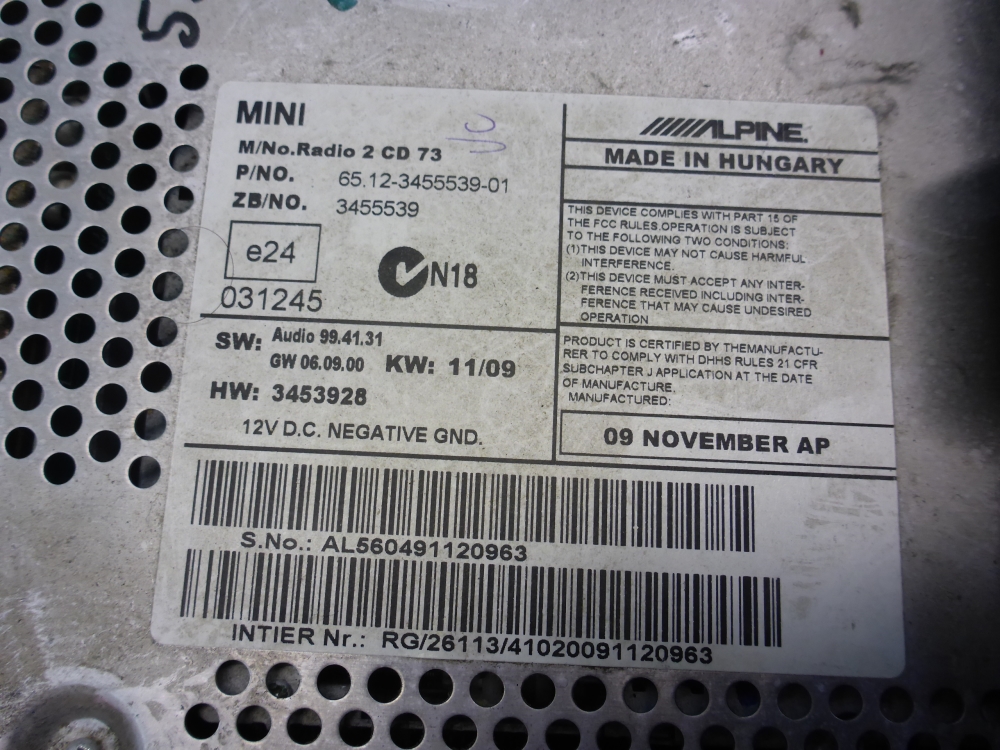 MINI
M/No.Radio 2 CD 73
P/NO. 65.12-3455539-01
ZB/NO. 3455539
e24
031245
N18
SW: Audio 99.41.31
GW 06.09.00 KW: 11/09
HW: 3453928
12V D.C. NEGATIVE GND.
ALPINE
MADE IN HUNGARY
THIS DEVICE COMPLIES WITH PART 15 OF
THE FCC RULES,OPERATION IS SUBJECT
TO THE FOLLOWING TWO CONDITIONS:
(1)THIS DEVICE MAY NOT CAUSE HARMFUL
INTERFERENCE.
(2)THIS DEVICE MUST ACCEPT ANY INTER-
FERENCE RECEIVED INCLUDING INTER-
FERENCE THAT MAY CAUSE UNDESIRED
OPERATION
PRODUCT IS CERTIFIED BY THEMANUFACTU-
RER TO COMPLY WITH DHHS RULES 21 CFR
SUBCHAPTER J APPLICATION AT THE DATE
OF MANUFACTURE.
MANUFACTURED:
09 NOVEMBER AP
S.No.: AL560491120963
INTIER Nr.: RG/26113/41020091120963